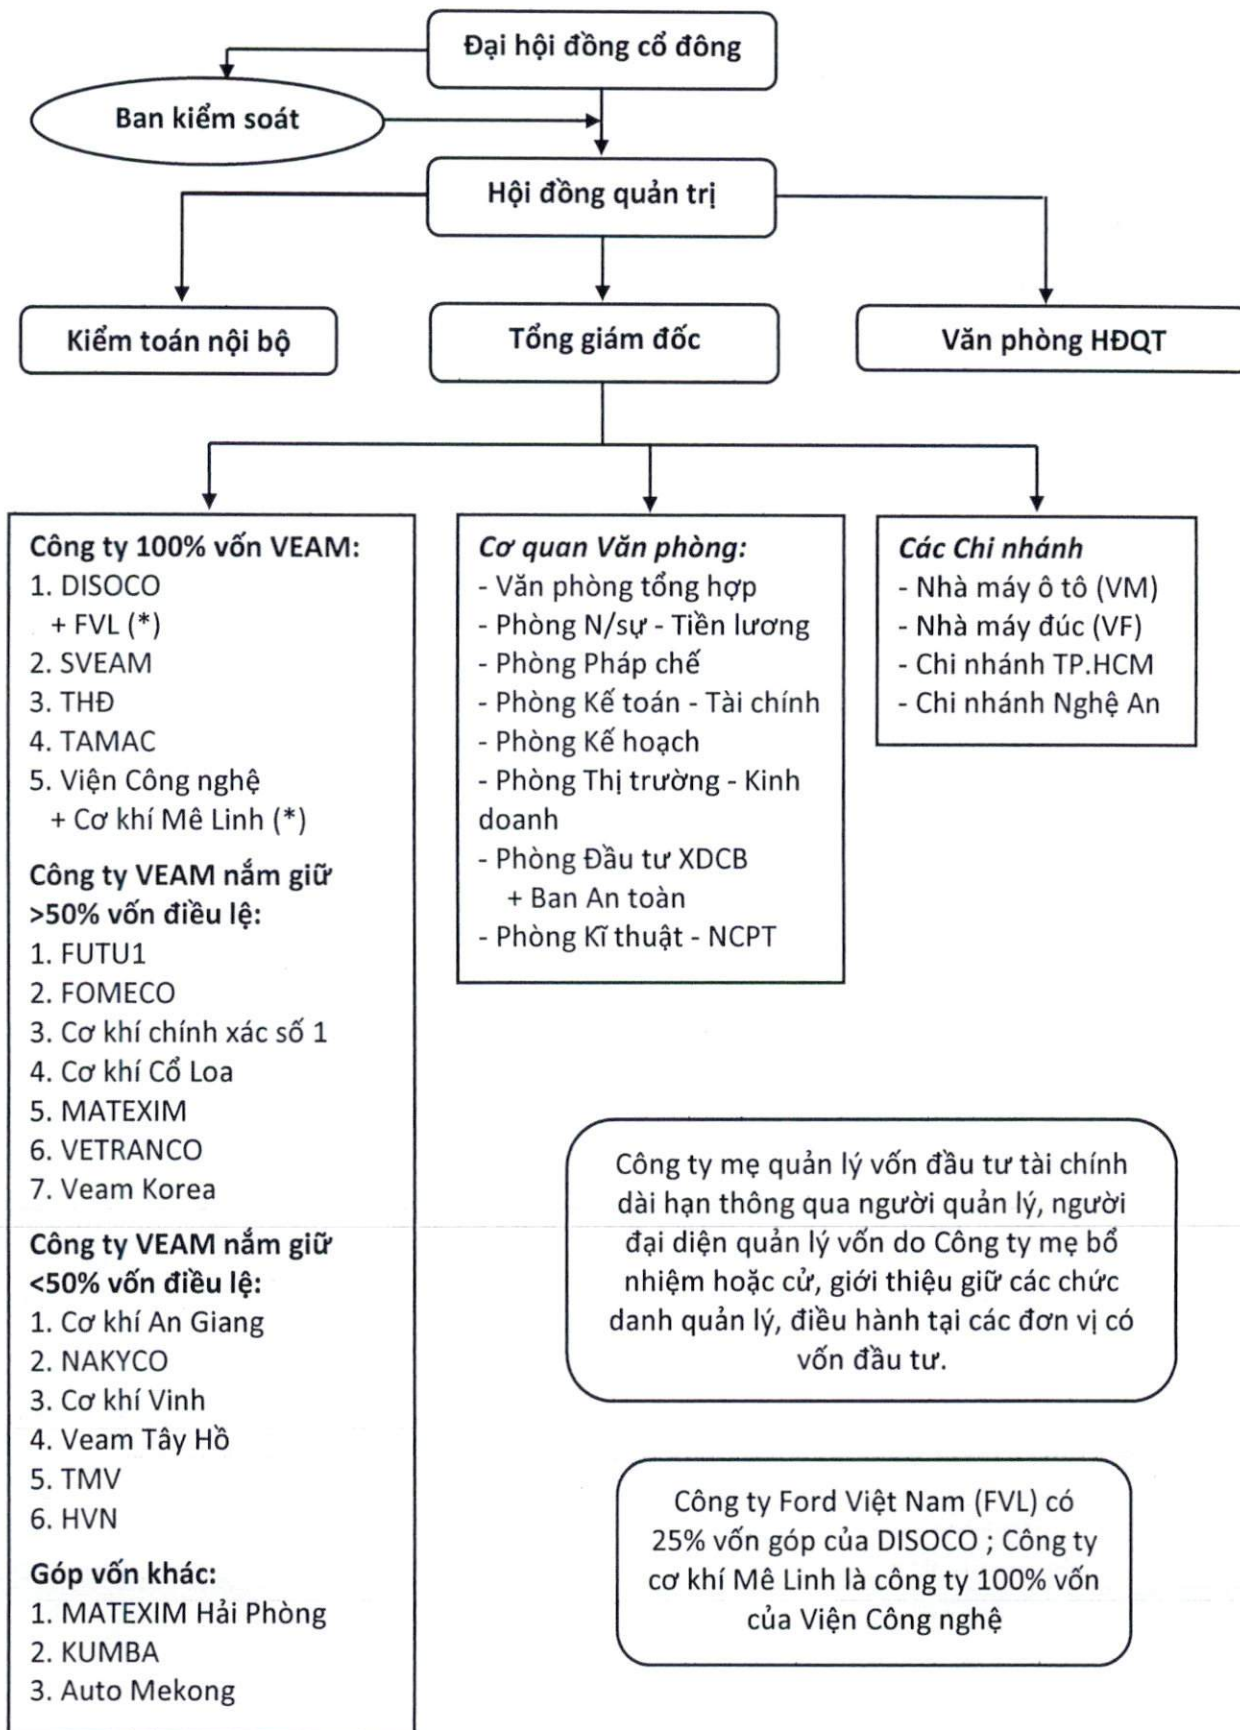 Đại hội đồng cổ đông
Ban kiểm soát
Hội đồng quản trị
Kiểm toán nội bộ
Tổng giám đốc
Văn phòng HĐQT
Công ty 100% vốn VEAM:
1. DISOCO
+ FVL (*)
2. SVEAM
3. THĐ
4. TAMAC
5. Viện Công nghệ
+ Cơ khí Mê Linh (*)
Công ty VEAM nắm giữ
>50% vốn điều lệ:
1. FUTU1
2. FOMECO
3. Cơ khí chính xác số 1
4. Cơ khí Cổ Loa
5. MATEXIM
6. VETRANCO
7. Veam Korea
Công ty VEAM nắm giữ
<50% vốn điều lệ:
1. Cơ khí An Giang
2. NAKYCO
3. Cơ khí Vinh
4. Veam Tây Hồ
5. TMV
6. HVN
Góp vốn khác:
1. MATEXIM Hải Phòng
2. KUMBA
3. Auto Mekong
Cơ quan Văn phòng:
- Văn phòng tổng hợp
- Phòng N/sự - Tiền lương
- Phòng Pháp chế
- Phòng Kế toán - Tài chính
- Phòng Kế hoạch
- Phòng Thị trường - Kinh
doanh
- Phòng Đầu tư XDCB
+ Ban An toàn
- Phòng Kĩ thuật - NCPT
Các Chi nhánh
- Nhà máy ô tô (VM)
- Nhà máy đúc (VF)
- Chi nhánh TP.HCM
- Chi nhánh Nghệ An
Công ty mẹ quản lý vốn đầu tư tài chính
dài hạn thông qua người quản lý, người
đại diện quản lý vốn do Công ty mẹ bổ
nhiệm hoặc cử, giới thiệu giữ các chức
danh quản lý, điều hành tại các đơn vị có
vốn đầu tư.
Công ty Ford Việt Nam (FVL) có
25% vốn góp của DISOCO ; Công ty
cơ khí Mê Linh là công ty 100% vốn
của Viện Công nghệ